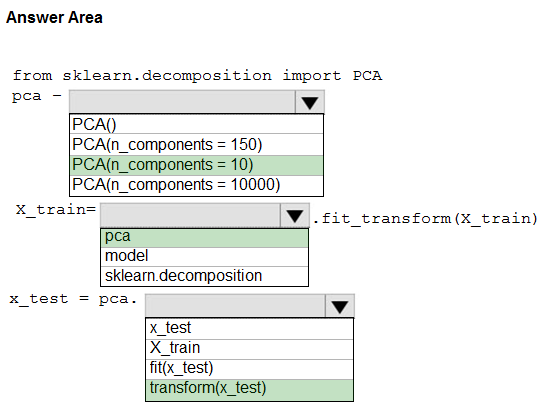 Answer Area
from sklearn.decomposition import PCA
pca –
PCA()
PCA(n_components = 150)
PCA(n_components = 10)
PCA(n_components = 10000)
X_train= .fit_transform(X_train)
pca
model
sklearn.decomposition
x_test = pca.
x_test
X_train
fit(x_test)
transform(x_test)